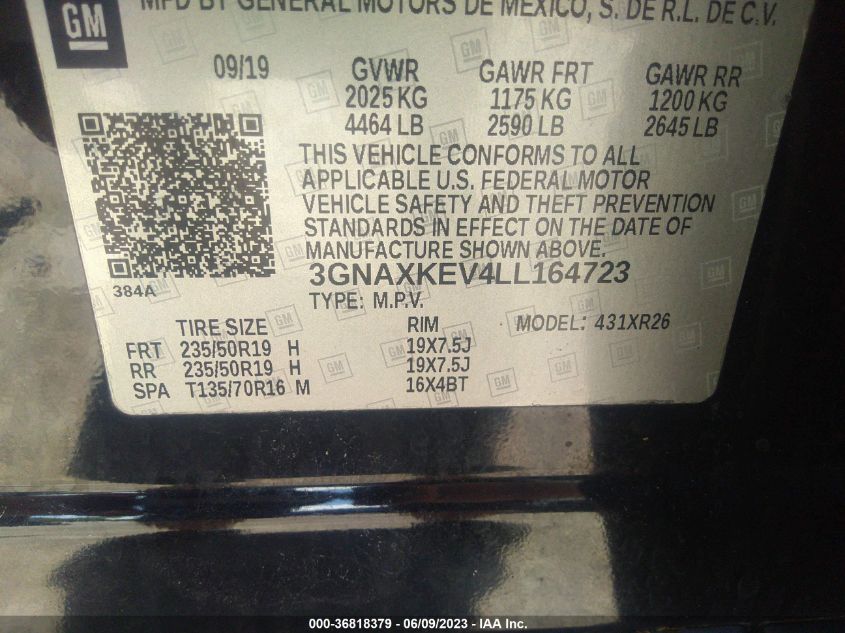 GM
MFD BY GENERAL MOTORS DE MEXICO, S. DE R.L. DE C.V.
09/19 GVWR GAWR FRT GAWR RR
2025 KG 1175 KG 1200 KG
4464 LB 2590 LB 2645 LB
THIS VEHICLE CONFORMS TO ALL
APPLICABLE U.S. FEDERAL MOTOR
VEHICLE SAFETY AND THEFT PREVENTION
STANDARDS IN EFFECT ON THE DATE OF
MANUFACTURE SHOWN ABOVE.
3GNAXKEV4LL164723
384A
TYPE: M.P.V.
TIRE SIZE RIM MODEL: 431XR26
FRT 235/50R19 H 19X7.5J
RR 235/50R19 H 19X7.5J
SPA T135/70R16 M 16X4BT
000-36818379 - 06/09/2023 - IAA Inc.